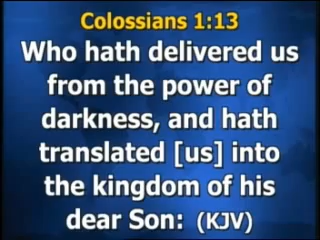 Colossians 1:13
Who hath delivered us
from the power of
darkness, and hath
translated [us] into
the kingdom of his
dear Son: (KJV)